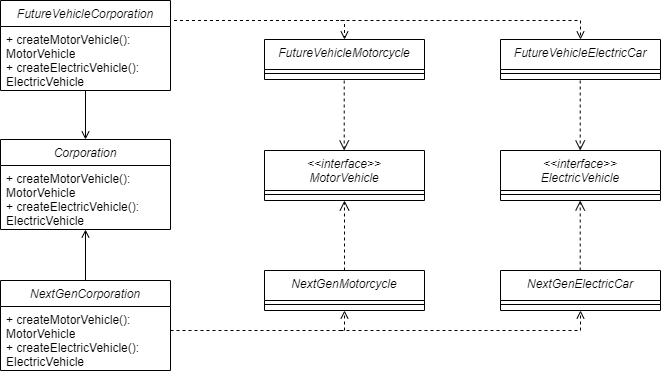 FutureVehicleCorporation
+ createMotorVehicle():
MotorVehicle
+ createElectricVehicle():
ElectricVehicle
FutureVehicleMotorcycle
FutureVehicleElectricCar
Corporation
+ createMotorVehicle():
MotorVehicle
+ createElectricVehicle():
ElectricVehicle
<<interface>>
MotorVehicle
<<interface>>
ElectricVehicle
NextGenCorporation
+ createMotorVehicle():
MotorVehicle
+ createElectricVehicle():
ElectricVehicle
NextGenMotorcycle
NextGenElectricCar